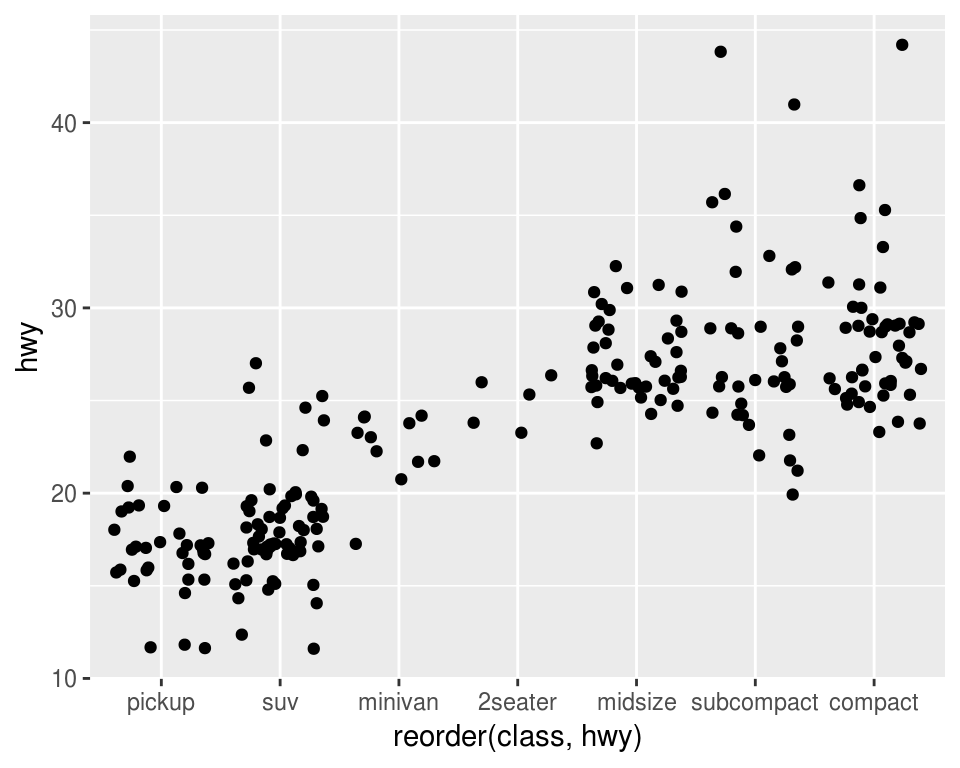 hwy
40
30
20
10
pickup suv minivan 2seater midsize subcompact compact
reorder(class, hwy)